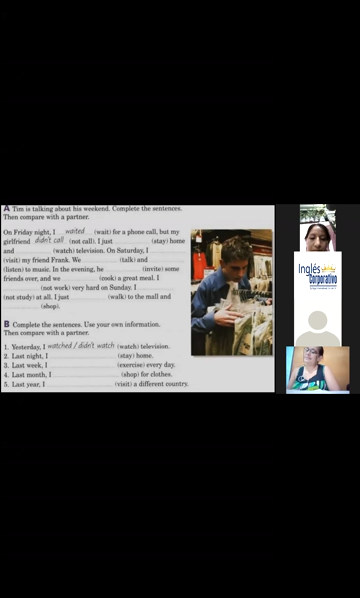 A Tim is talking about his weekend. Complete the sentences.
Then compare with a partner.
On Friday night, I waited (wait) for a phone call, but my
girlfriend didn't call (not call). I just (stay) home
and (watch) television. On Saturday, I
(visit) my friend Frank. We (talk) and
(listen) to music. In the evening, he (invite) some
friends over, and we (cook) a great meal. I
(not work) very hard on Sunday. I
(not study) at all. I just (walk) to the mall and
(shop).
B Complete the sentences. Use your own information.
Then compare with a partner.
1. Yesterday, I watched / didn't watch (watch) television.
2. Last night, I (stay) home.
3. Last week, I (exercise) every day.
4. Last month, I (shop) for clothes.
5. Last year, I (visit) a different country.
Inglés
Corporativo